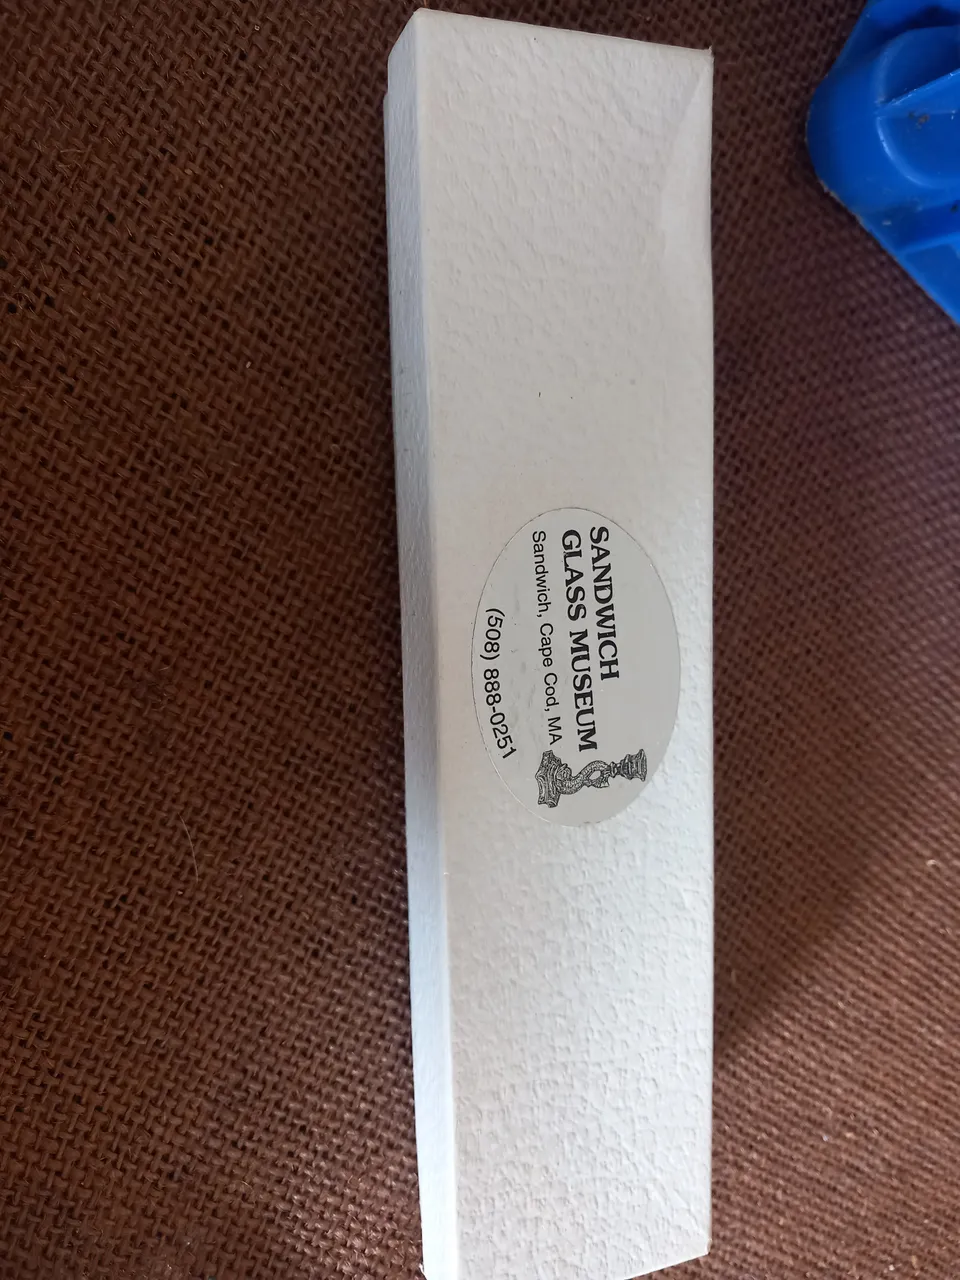 SANDWICH
GLASS MUSEUM
Sandwich, Cape Cod, MA
(508) 888-0251